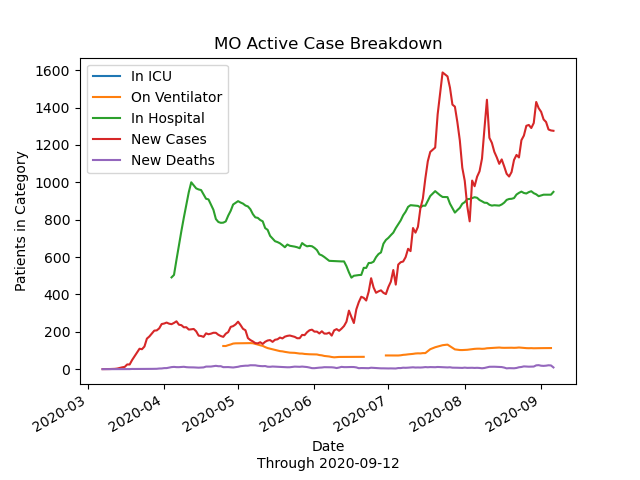 MO Active Case Breakdown
In ICU
On Ventilator
In Hospital
New Cases
New Deaths
Patients in Category
1600
1400
1200
1000
800
600
400
200
0
2020-03
2020-04
2020-05
2020-06
2020-07
2020-08
2020-09
Date
Through 2020-09-12